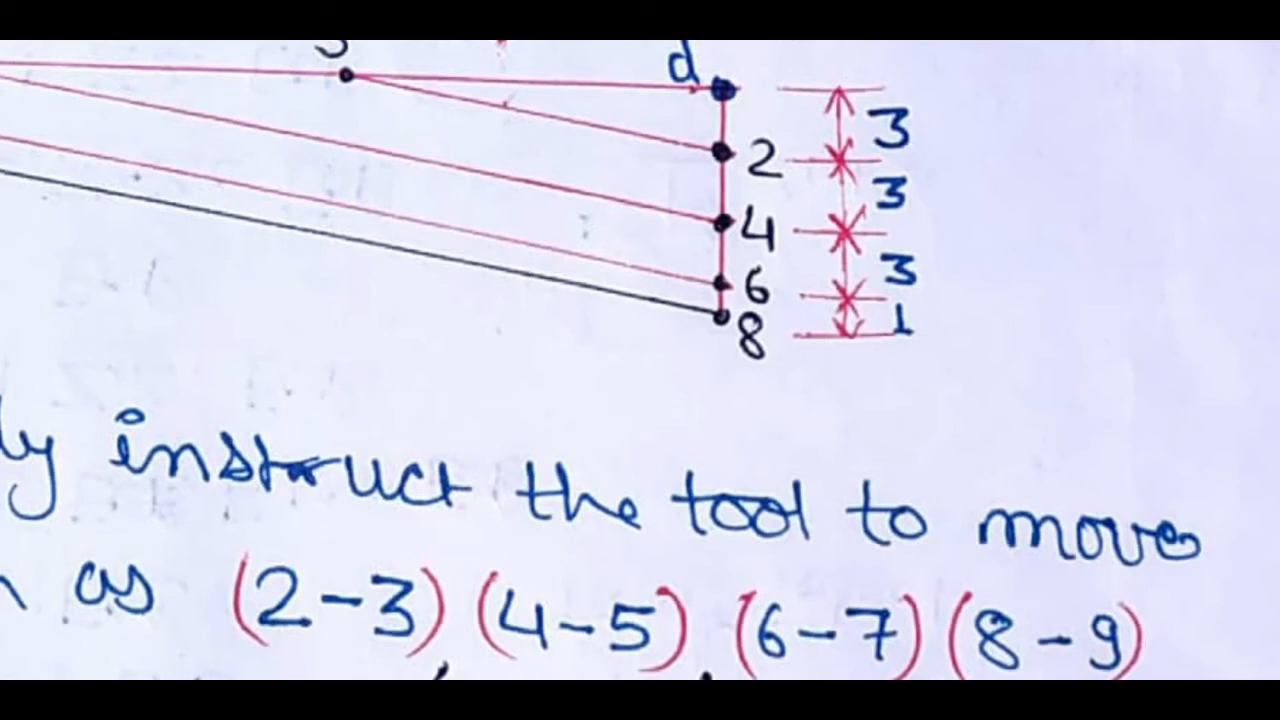 d
3
2
3
4
3
6
1
8
instruct the tool to move
as (2-3) (4-5) (6-7) (8-9)